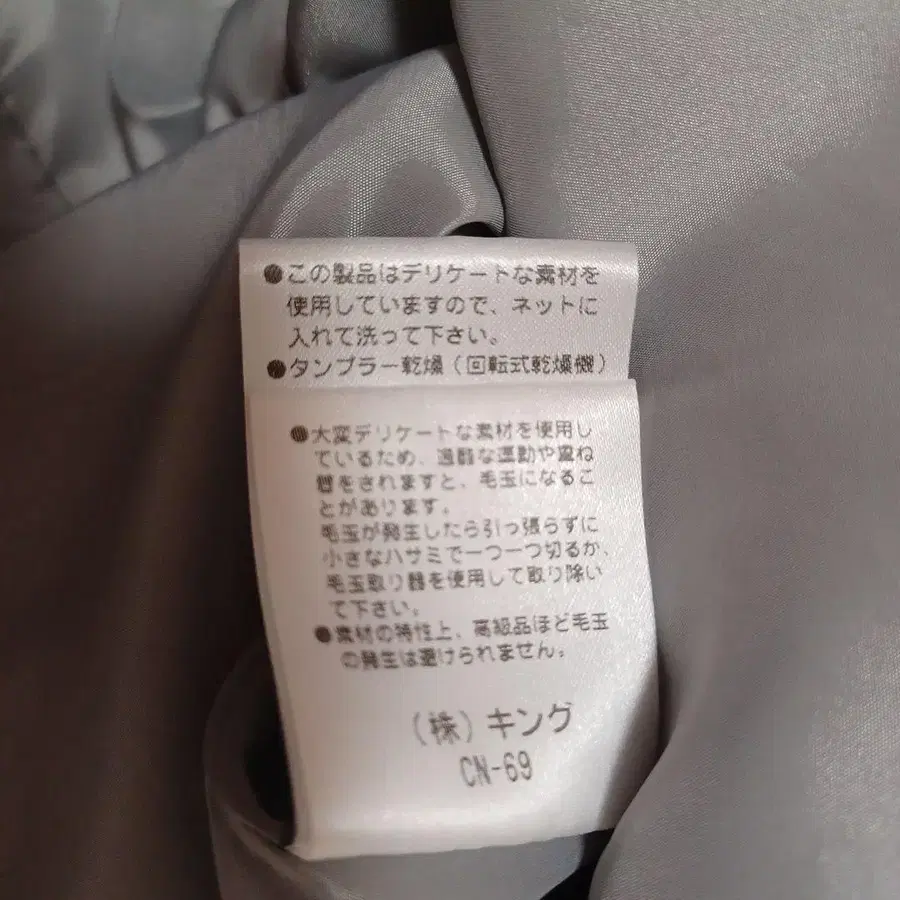 ●この製品はデリケートな素材を
使用していますので、ネットに
入れて洗って下さい。
●タンブラー乾燥（回転式乾燥機）
●大変デリケートな素材を使用し
ているため、過酷な運動や重ね
着をされますと、毛玉になるこ
とがあります。
毛玉が発生したら引っ張らずに
小さなハサミで一つ一つ切るか、
毛玉取り器を使用して取り除い
て下さい。
●素材の特性上、高級品ほど毛玉
の発生は避けられません。
（株）キング
CN-69